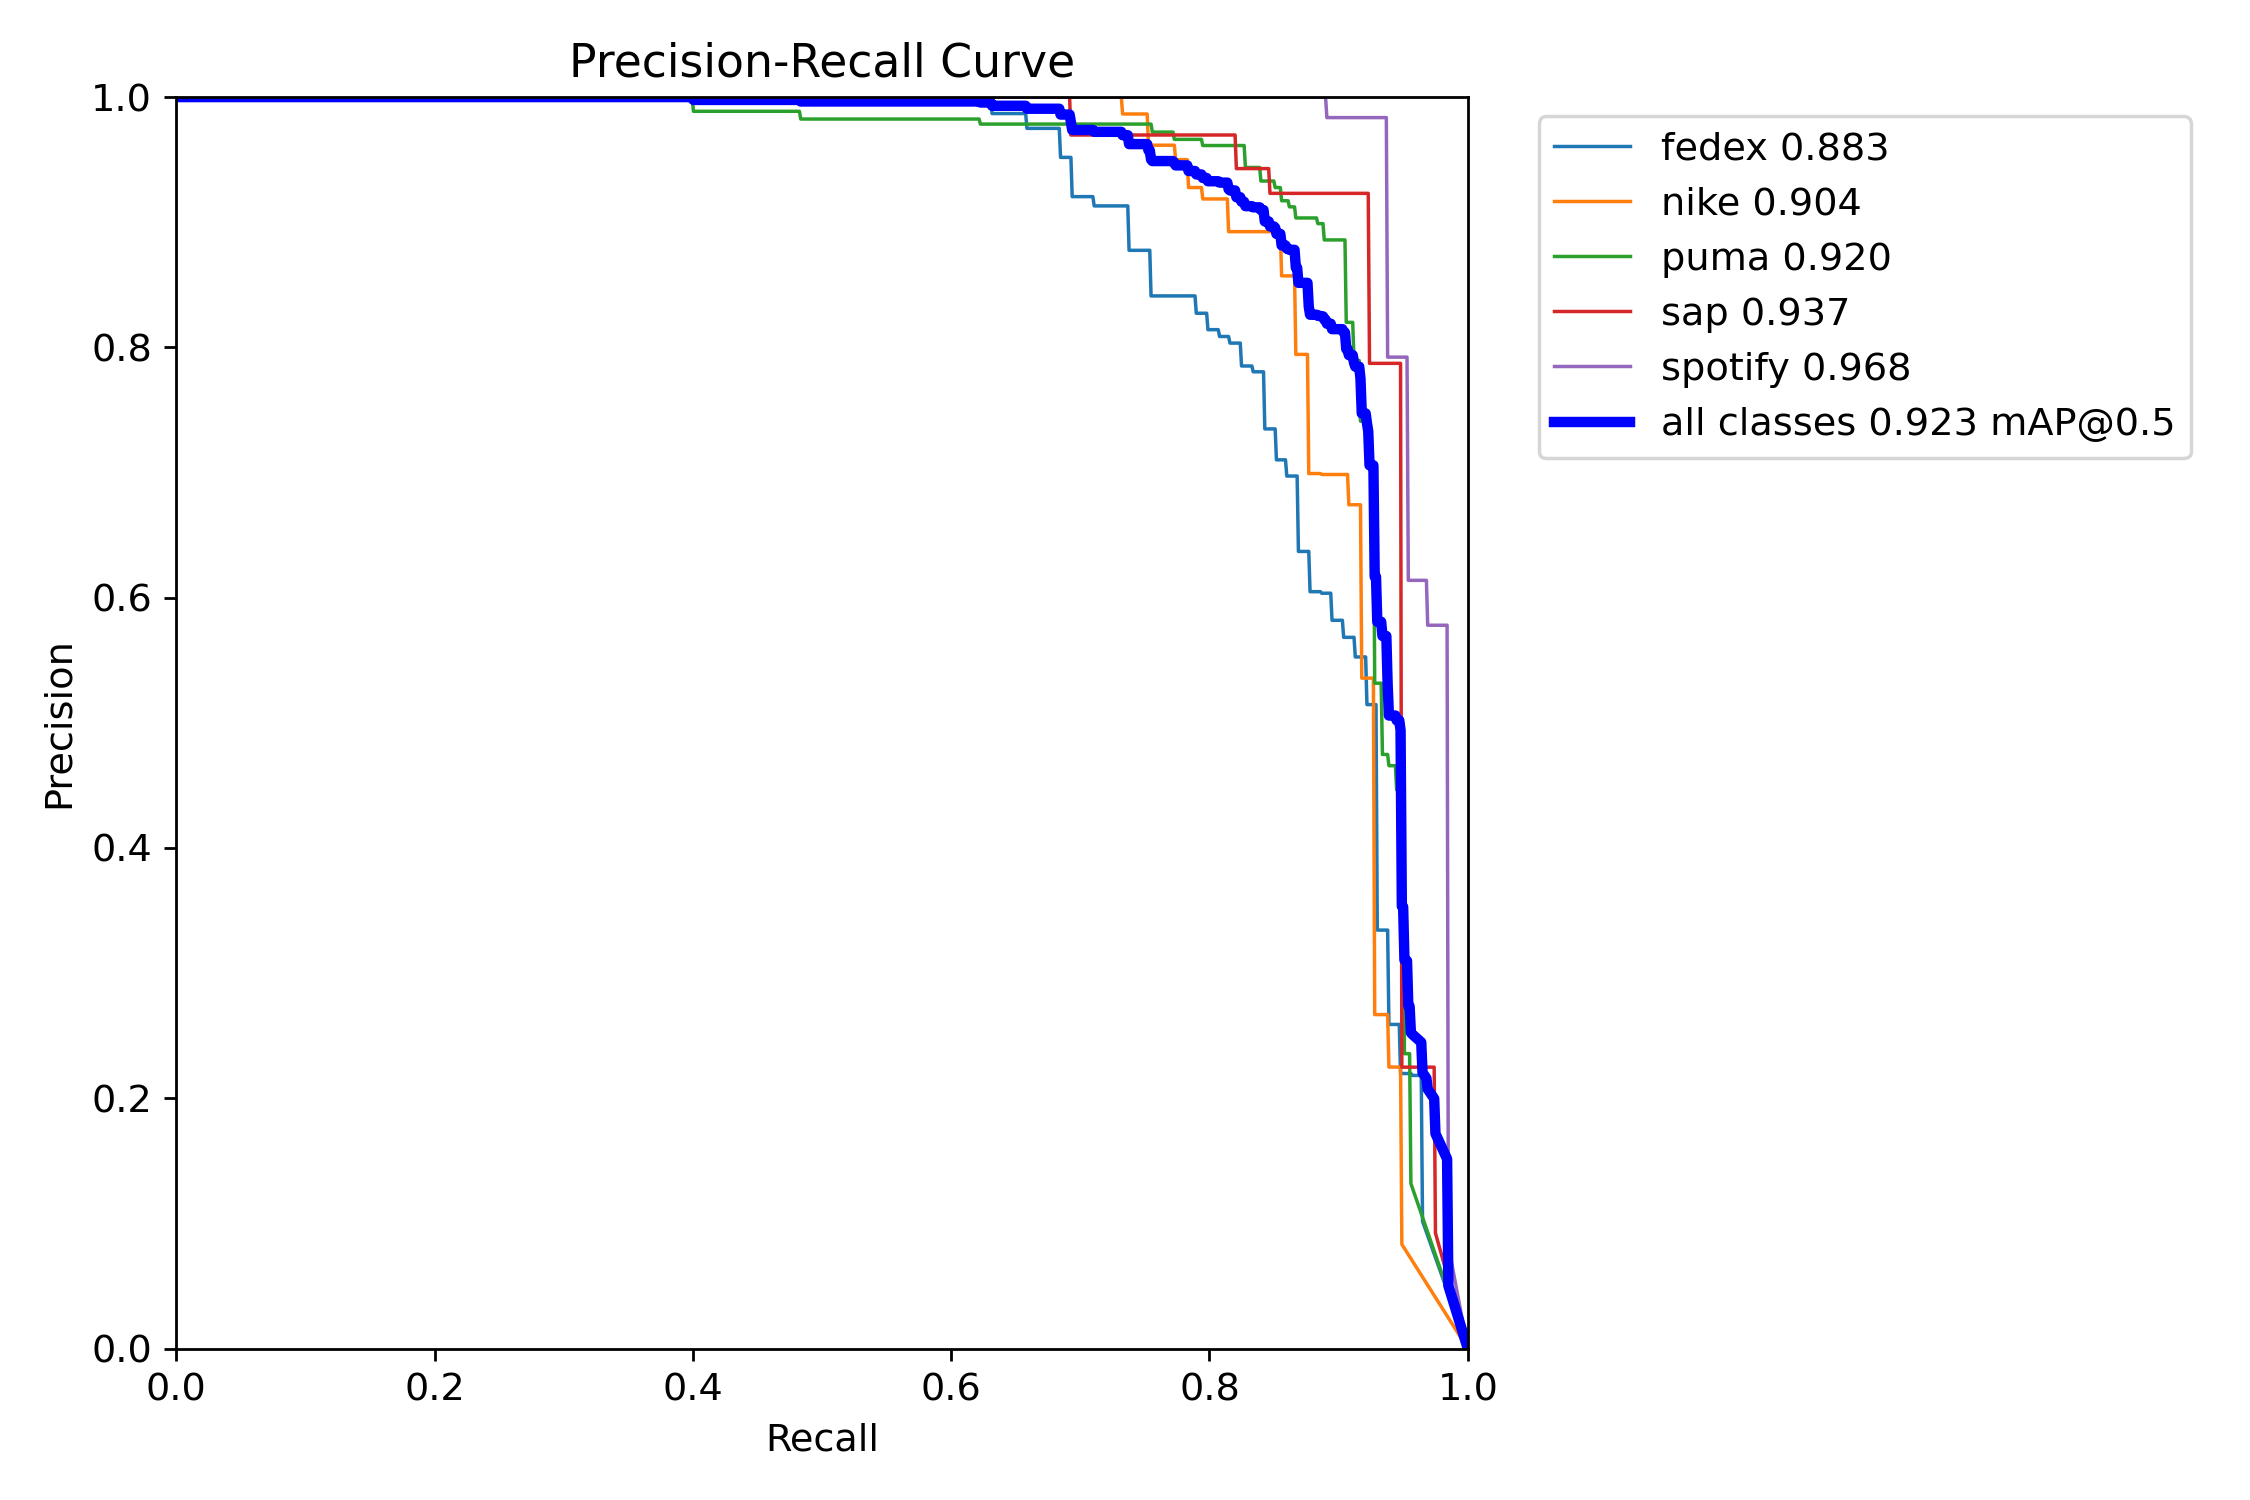 Precision-Recall Curve
1.0
0.8
0.6
0.4
0.2
0.0
Precision
0.0 0.2 0.4 0.6 0.8 1.0
Recall
fedex 0.883
nike 0.904
puma 0.920
sap 0.937
spotify 0.968
all classes 0.923 mAP@0.5